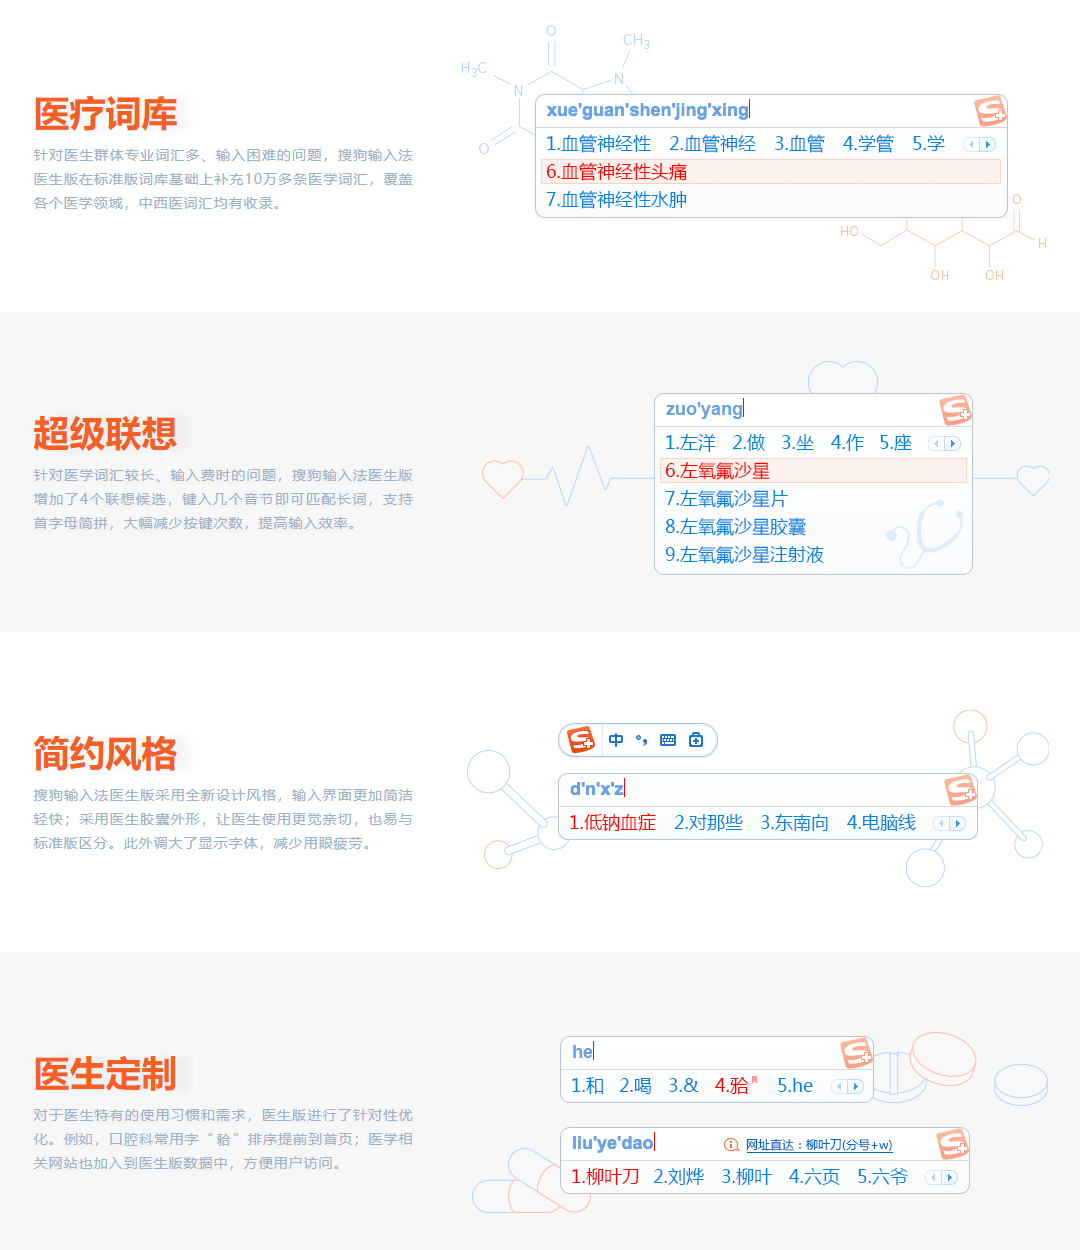 O
CH3
H3C
N
N
O
医疗词库
针对医生群体专业词汇多、输入困难的问题，搜狗输入法
医生版在标准版词库基础上补充10万多条医学词汇，覆盖
各个医学领域，中西医词汇均有收录。
xue'guan'shen'jing'xing
1.血管神经性 2.血管神经 3.血管 4.学管 5.学
6.血管神经性头痛
7.血管神经性水肿
O
HO
H
OH
OH
超级联想
针对医学词汇较长、输入费时的问题，搜狗输入法医生版
增加了4个联想候选，键入几个音节即可匹配长词，支持
首字母简拼，大幅减少按键次数，提高输入效率。
zuo'yang
1.左洋 2.做 3.坐 4.作 5.座
6.左氧氟沙星
7.左氧氟沙星片
8.左氧氟沙星胶囊
9.左氧氟沙星注射液
简约风格
搜狗输入法医生版采用全新设计风格，输入界面更加简洁
轻快；采用医生胶囊外形，让医生使用更觉亲切，也易与
标准版区分。此外调大了显示字体，减少用眼疲劳。
S 中 °,
d'n'x'z
1.低钠血症 2.对那些 3.东南向 4.电脑线
医生定制
对于医生特有的使用习惯和需求，医生版进行了针对性优
化。例如，口腔科常用字“𬌗”排序提前到首页；医学相
关网站也加入到医生版数据中，方便用户访问。
he
1.和 2.喝 3.& 4.𬌗 5.he
liu'ye'dao
网址直达：柳叶刀(分号+w)
1.柳叶刀 2.刘烨 3.柳叶 4.六页 5.六爷